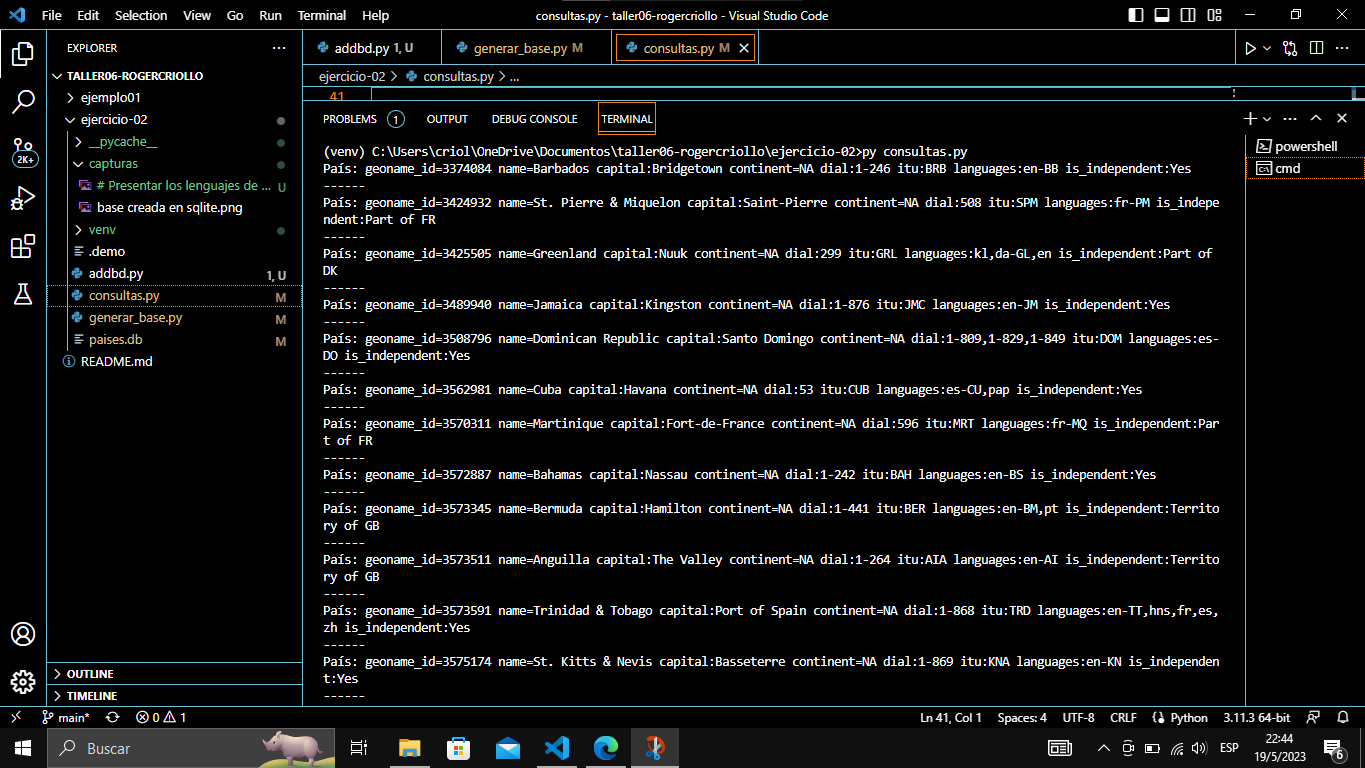 File Edit Selection View Go Run Terminal Help
consultas.py - taller06-rogercriollo - Visual Studio Code
EXPLORER
TALLER06-ROGERCRIOLLO
ejemplo01
ejercicio-02
__pycache__
capturas
# Presentar los lenguajes de ... U
base creada en sqlite.png
venv
.demo
addbd.py 1, U
consultas.py M
generar_base.py M
paises.db M
README.md
OUTLINE
TIMELINE
2K+
addbd.py 1, U
generar_base.py M
consultas.py M
ejercicio-02 > consultas.py > ...
41
PROBLEMS 1 OUTPUT DEBUG CONSOLE TERMINAL
(venv) C:\Users\criol\OneDrive\Documentos\taller06-rogercriollo\ejercicio-02>py consultas.py
País: geoname_id=3374084 name=Barbados capital:Bridgetown continent=NA dial:1-246 itu:BRB languages:en-BB is_independent:Yes
------
País: geoname_id=3424932 name=St. Pierre & Miquelon capital:Saint-Pierre continent=NA dial:508 itu:SPM languages:fr-PM is_indepe
ndent:Part of FR
------
País: geoname_id=3425505 name=Greenland capital:Nuuk continent=NA dial:299 itu:GRL languages:kl,da-GL,en is_independent:Part of
DK
------
País: geoname_id=3489940 name=Jamaica capital:Kingston continent=NA dial:1-876 itu:JMC languages:en-JM is_independent:Yes
------
País: geoname_id=3508796 name=Dominican Republic capital:Santo Domingo continent=NA dial:1-809,1-829,1-849 itu:DOM languages:es-
DO is_independent:Yes
------
País: geoname_id=3562981 name=Cuba capital:Havana continent=NA dial:53 itu:CUB languages:es-CU,pap is_independent:Yes
------
País: geoname_id=3570311 name=Martinique capital:Fort-de-France continent=NA dial:596 itu:MRT languages:fr-MQ is_independent:Par
t of FR
------
País: geoname_id=3572887 name=Bahamas capital:Nassau continent=NA dial:1-242 itu:BAH languages:en-BS is_independent:Yes
------
País: geoname_id=3573345 name=Bermuda capital:Hamilton continent=NA dial:1-441 itu:BER languages:en-BM,pt is_independent:Territo
ry of GB
------
País: geoname_id=3573511 name=Anguilla capital:The Valley continent=NA dial:1-264 itu:AIA languages:en-AI is_independent:Territo
ry of GB
------
País: geoname_id=3573591 name=Trinidad & Tobago capital:Port of Spain continent=NA dial:1-868 itu:TRD languages:en-TT,hns,fr,es,
zh is_independent:Yes
------
País: geoname_id=3575174 name=St. Kitts & Nevis capital:Basseterre continent=NA dial:1-869 itu:KNA languages:en-KN is_independen
t:Yes
------
powershell
cmd
main* 0 1
Ln 41, Col 1 Spaces: 4 UTF-8 CRLF Python 3.11.3 64-bit
Buscar
ESP
22:44
19/5/2023
6